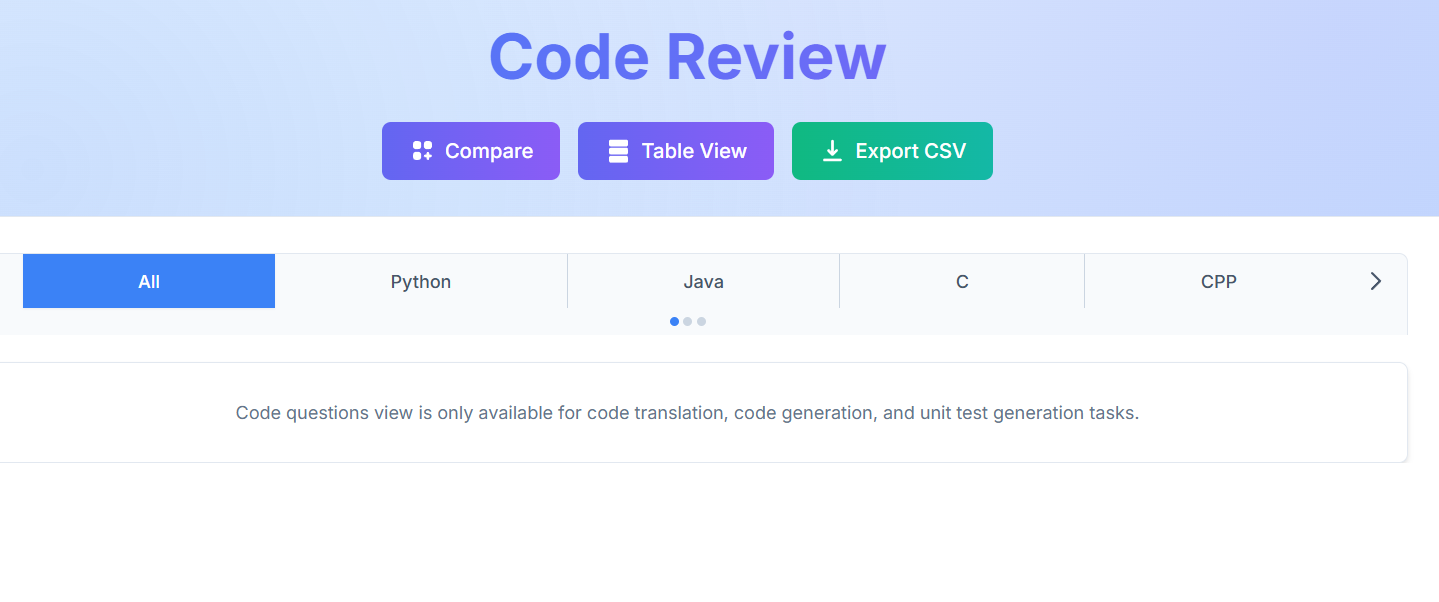 Code Review
Compare Table View Export CSV
All Python Java C CPP
Code questions view is only available for code translation, code generation, and unit test generation tasks.